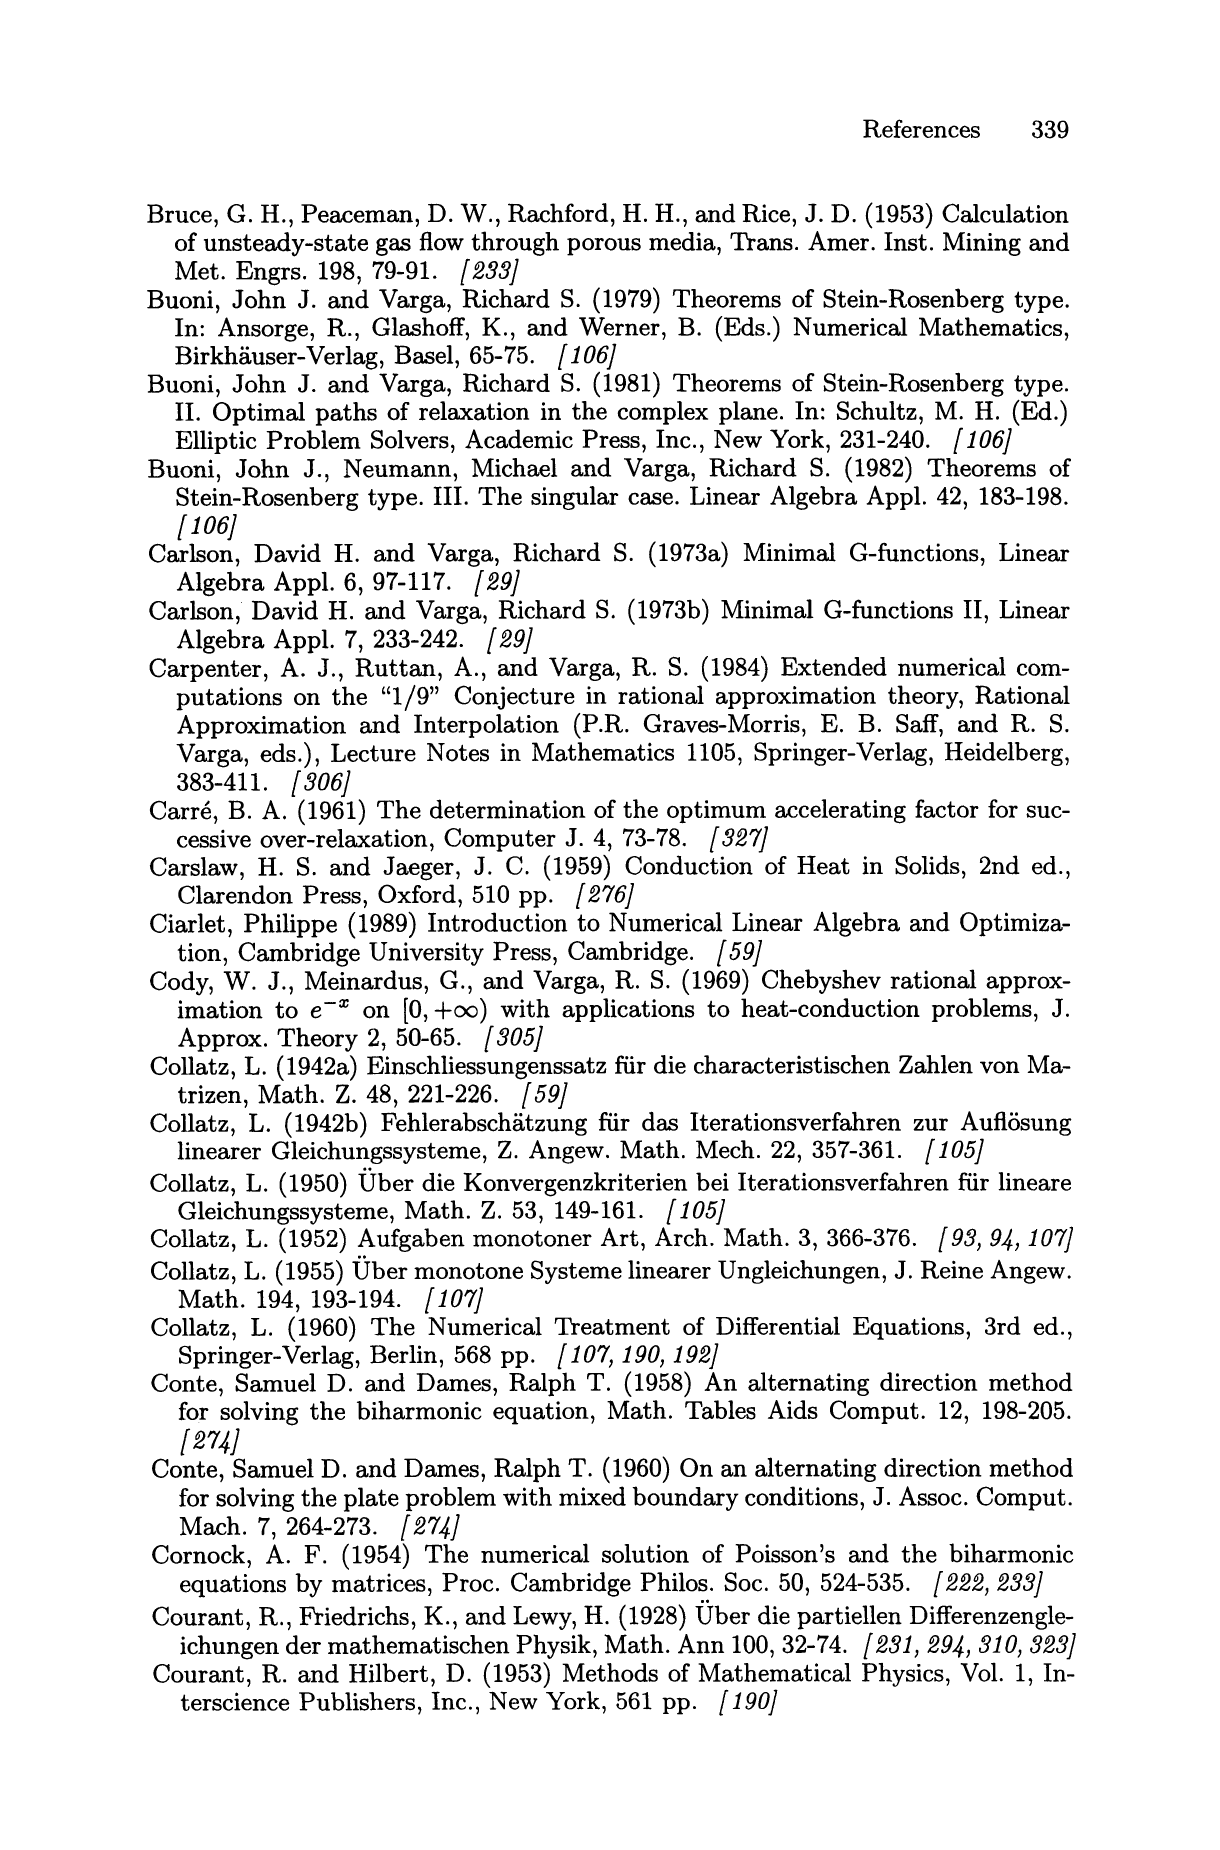 References 339
Bruce, G. H., Peaceman, D. W., Rachford, H. H., and Rice, J. D. (1953) Calculation
of unsteady-state gas flow through porous media, Trans. Amer. Inst. Mining and
Met. Engrs. 198, 79-91. [233]
Buoni, John J. and Varga, Richard S. (1979) Theorems of Stein-Rosenberg type.
In: Ansorge, R., Glashoff, K., and Werner, B. (Eds.) Numerical Mathematics,
Birkhäuser-Verlag, Basel, 65-75. [106]
Buoni, John J. and Varga, Richard S. (1981) Theorems of Stein-Rosenberg type.
II. Optimal paths of relaxation in the complex plane. In: Schultz, M. H. (Ed.)
Elliptic Problem Solvers, Academic Press, Inc., New York, 231-240. [106]
Buoni, John J., Neumann, Michael and Varga, Richard S. (1982) Theorems of
Stein-Rosenberg type. III. The singular case. Linear Algebra Appl. 42, 183-198.
[106]
Carlson, David H. and Varga, Richard S. (1973a) Minimal G-functions, Linear
Algebra Appl. 6, 97-117. [29]
Carlson, David H. and Varga, Richard S. (1973b) Minimal G-functions II, Linear
Algebra Appl. 7, 233-242. [29]
Carpenter, A. J., Ruttan, A., and Varga, R. S. (1984) Extended numerical com-
putations on the “1/9” Conjecture in rational approximation theory, Rational
Approximation and Interpolation (P.R. Graves-Morris, E. B. Saff, and R. S.
Varga, eds.), Lecture Notes in Mathematics 1105, Springer-Verlag, Heidelberg,
383-411. [306]
Carré, B. A. (1961) The determination of the optimum accelerating factor for suc-
cessive over-relaxation, Computer J. 4, 73-78. [327]
Carslaw, H. S. and Jaeger, J. C. (1959) Conduction of Heat in Solids, 2nd ed.,
Clarendon Press, Oxford, 510 pp. [276]
Ciarlet, Philippe (1989) Introduction to Numerical Linear Algebra and Optimiza-
tion, Cambridge University Press, Cambridge. [59]
Cody, W. J., Meinardus, G., and Varga, R. S. (1969) Chebyshev rational approx-
imation to e^{-x} on [0, +∞) with applications to heat-conduction problems, J.
Approx. Theory 2, 50-65. [305]
Collatz, L. (1942a) Einschliessungenssatz für die characteristischen Zahlen von Ma-
trizen, Math. Z. 48, 221-226. [59]
Collatz, L. (1942b) Fehlerabschätzung für das Iterationsverfahren zur Auflösung
linearer Gleichungssysteme, Z. Angew. Math. Mech. 22, 357-361. [105]
Collatz, L. (1950) Über die Konvergenzkriterien bei Iterationsverfahren für lineare
Gleichungssysteme, Math. Z. 53, 149-161. [105]
Collatz, L. (1952) Aufgaben monotoner Art, Arch. Math. 3, 366-376. [93, 94, 107]
Collatz, L. (1955) Über monotone Systeme linearer Ungleichungen, J. Reine Angew.
Math. 194, 193-194. [107]
Collatz, L. (1960) The Numerical Treatment of Differential Equations, 3rd ed.,
Springer-Verlag, Berlin, 568 pp. [107, 190, 192]
Conte, Samuel D. and Dames, Ralph T. (1958) An alternating direction method
for solving the biharmonic equation, Math. Tables Aids Comput. 12, 198-205.
[274]
Conte, Samuel D. and Dames, Ralph T. (1960) On an alternating direction method
for solving the plate problem with mixed boundary conditions, J. Assoc. Comput.
Mach. 7, 264-273. [274]
Cornock, A. F. (1954) The numerical solution of Poisson's and the biharmonic
equations by matrices, Proc. Cambridge Philos. Soc. 50, 524-535. [222, 233]
Courant, R., Friedrichs, K., and Lewy, H. (1928) Über die partiellen Differenzengle-
ichungen der mathematischen Physik, Math. Ann 100, 32-74. [231, 294, 310, 323]
Courant, R. and Hilbert, D. (1953) Methods of Mathematical Physics, Vol. 1, In-
terscience Publishers, Inc., New York, 561 pp. [190]